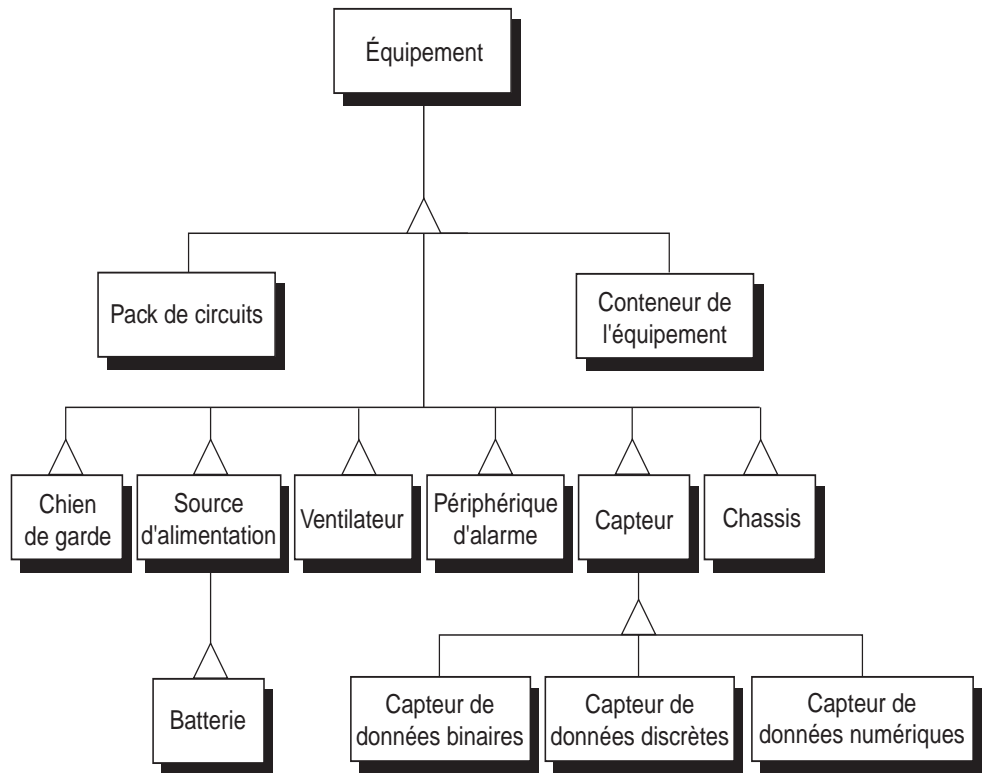 Équipement
Pack de circuits
Conteneur de
l'équipement
Chien
de garde
Source
d'alimentation
Ventilateur
Périphérique
d'alarme
Capteur
Chassis
Batterie
Capteur de
données binaires
Capteur de
données discrètes
Capteur de
données numériques